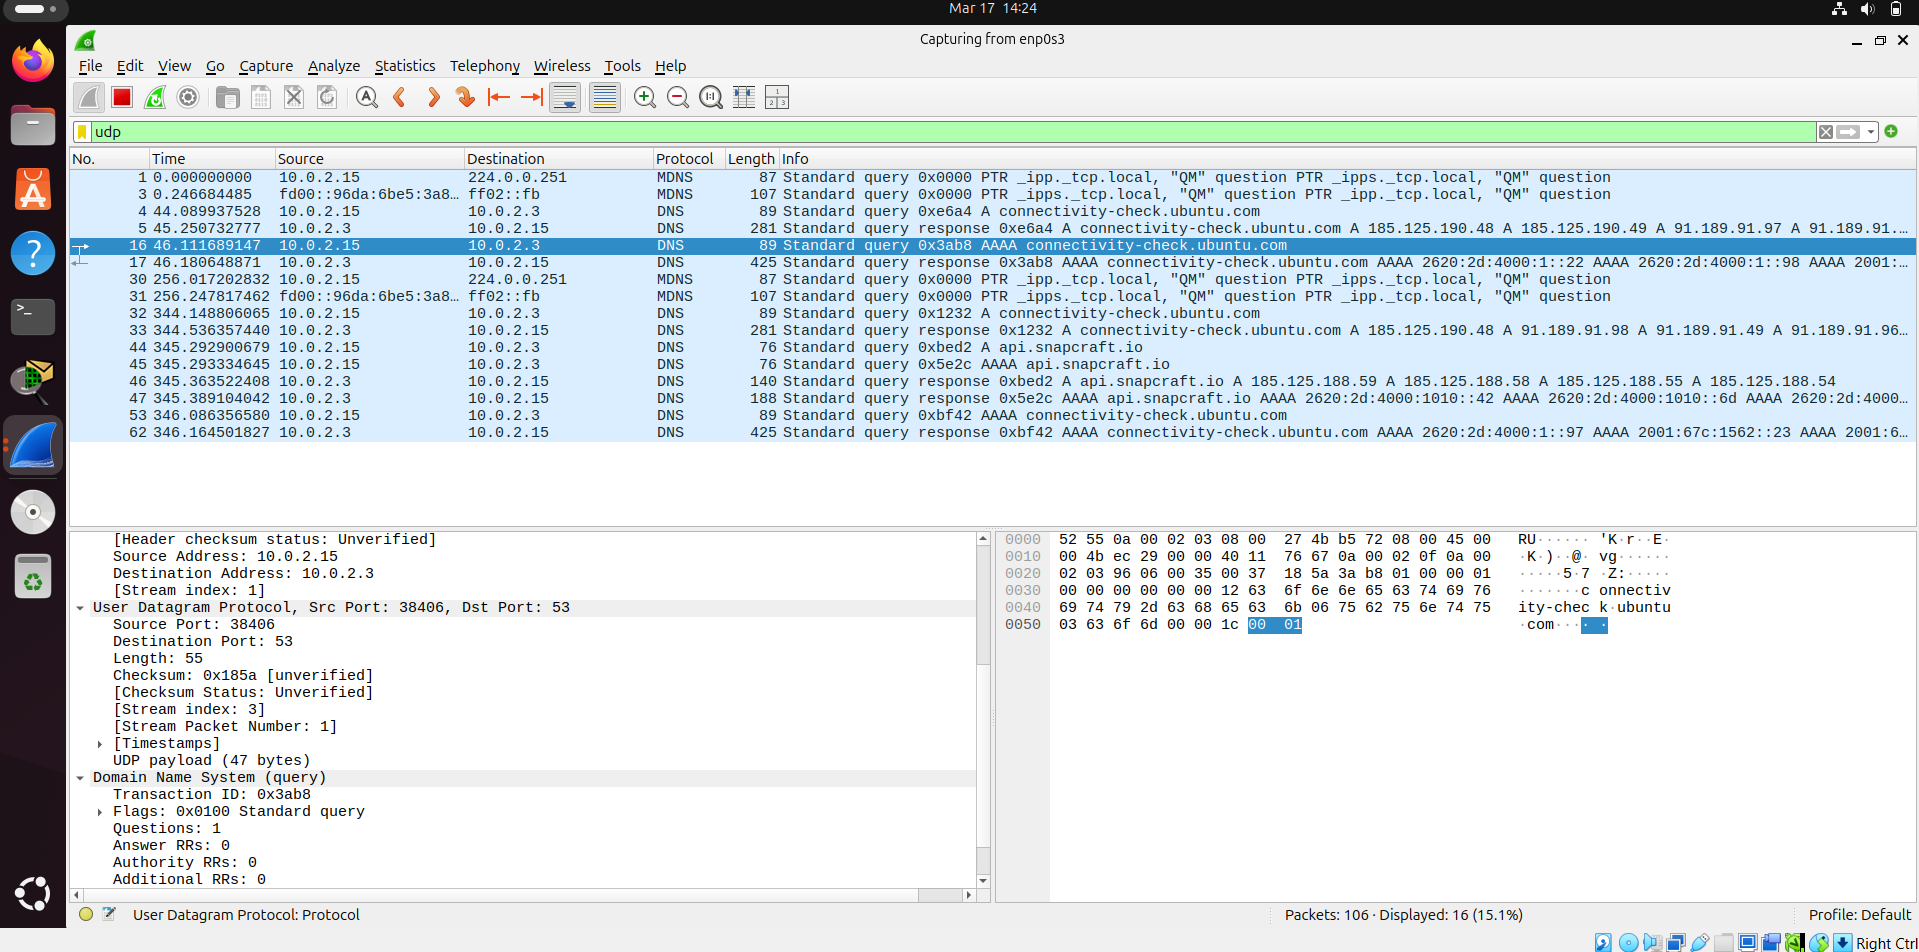 Mar 17 14:24
Capturing from enp0s3
File Edit View Go Capture Analyze Statistics Telephony Wireless Tools Help
udp
No. Time Source Destination Protocol Length Info
1 0.000000000 10.0.2.15 224.0.0.251 MDNS 87 Standard query 0x0000 PTR _ipp._tcp.local, "QM" question PTR _ipps._tcp.local, "QM" question
3 0.246684485 fd00::96da:6be5:3a8… ff02::fb MDNS 107 Standard query 0x0000 PTR _ipps._tcp.local, "QM" question PTR _ipp._tcp.local, "QM" question
4 44.089937528 10.0.2.15 10.0.2.3 DNS 89 Standard query 0xe6a4 A connectivity-check.ubuntu.com
5 45.250732777 10.0.2.3 10.0.2.15 DNS 281 Standard query response 0xe6a4 A connectivity-check.ubuntu.com A 185.125.190.48 A 185.125.190.49 A 91.189.91.97 A 91.189.91.…
16 46.111689147 10.0.2.15 10.0.2.3 DNS 89 Standard query 0x3ab8 AAAA connectivity-check.ubuntu.com
17 46.180648871 10.0.2.3 10.0.2.15 DNS 425 Standard query response 0x3ab8 AAAA connectivity-check.ubuntu.com AAAA 2620:2d:4000:1::22 AAAA 2620:2d:4000:1::98 AAAA 2001:…
30 256.017202832 10.0.2.15 224.0.0.251 MDNS 87 Standard query 0x0000 PTR _ipps._tcp.local, "QM" question PTR _ipp._tcp.local, "QM" question
31 256.247817462 fd00::96da:6be5:3a8… ff02::fb MDNS 107 Standard query 0x0000 PTR _ipps._tcp.local, "QM" question PTR _ipp._tcp.local, "QM" question
32 344.148806065 10.0.2.15 10.0.2.3 DNS 89 Standard query 0x1232 A connectivity-check.ubuntu.com
33 344.536357440 10.0.2.3 10.0.2.15 DNS 281 Standard query response 0x1232 A connectivity-check.ubuntu.com A 185.125.190.48 A 91.189.91.98 A 91.189.91.49 A 91.189.91.96…
44 345.292900679 10.0.2.15 10.0.2.3 DNS 76 Standard query 0xbed2 A api.snapcraft.io
45 345.293334645 10.0.2.15 10.0.2.3 DNS 76 Standard query 0x5e2c AAAA api.snapcraft.io
46 345.363522408 10.0.2.3 10.0.2.15 DNS 140 Standard query response 0xbed2 A api.snapcraft.io A 185.125.188.59 A 185.125.188.58 A 185.125.188.55 A 185.125.188.54
47 345.389104042 10.0.2.3 10.0.2.15 DNS 188 Standard query response 0x5e2c AAAA api.snapcraft.io AAAA 2620:2d:4000:1010::42 AAAA 2620:2d:4000:1010::6d AAAA 2620:2d:4000…
53 346.086356580 10.0.2.15 10.0.2.3 DNS 89 Standard query 0xbf42 AAAA connectivity-check.ubuntu.com
62 346.164501827 10.0.2.3 10.0.2.15 DNS 425 Standard query response 0xbf42 AAAA connectivity-check.ubuntu.com AAAA 2620:2d:4000:1::97 AAAA 2001:67c:1562::23 AAAA 2001:6…
[Header checksum status: Unverified]
Source Address: 10.0.2.15
Destination Address: 10.0.2.3
[Stream index: 1]
User Datagram Protocol, Src Port: 38406, Dst Port: 53
Source Port: 38406
Destination Port: 53
Length: 55
Checksum: 0x185a [unverified]
[Checksum Status: Unverified]
[Stream index: 3]
[Stream Packet Number: 1]
[Timestamps]
UDP payload (47 bytes)
Domain Name System (query)
Transaction ID: 0x3ab8
Flags: 0x0100 Standard query
Questions: 1
Answer RRs: 0
Authority RRs: 0
Additional RRs: 0
0000 52 55 0a 00 02 03 08 00 27 4b b5 72 08 00 45 00 RU······ 'K·r··E·
0010 00 4b ec 29 00 00 40 11 76 67 0a 00 02 0f 0a 00 ·K·)··@· vg······
0020 02 03 96 06 00 35 00 37 18 5a 3a b8 01 00 00 01 ·····5·7 ·Z:·····
0030 00 00 00 00 00 00 12 63 6f 6e 6e 65 63 74 69 76 ·······c onnectiv
0040 69 74 79 2d 63 68 65 63 6b 06 75 62 75 6e 74 75 ity-chec k·ubuntu
0050 03 63 6f 6d 00 00 1c 00 01 ·com···· ·
User Datagram Protocol: Protocol
Packets: 106 · Displayed: 16 (15.1%)
Profile: Default
Right Ctrl